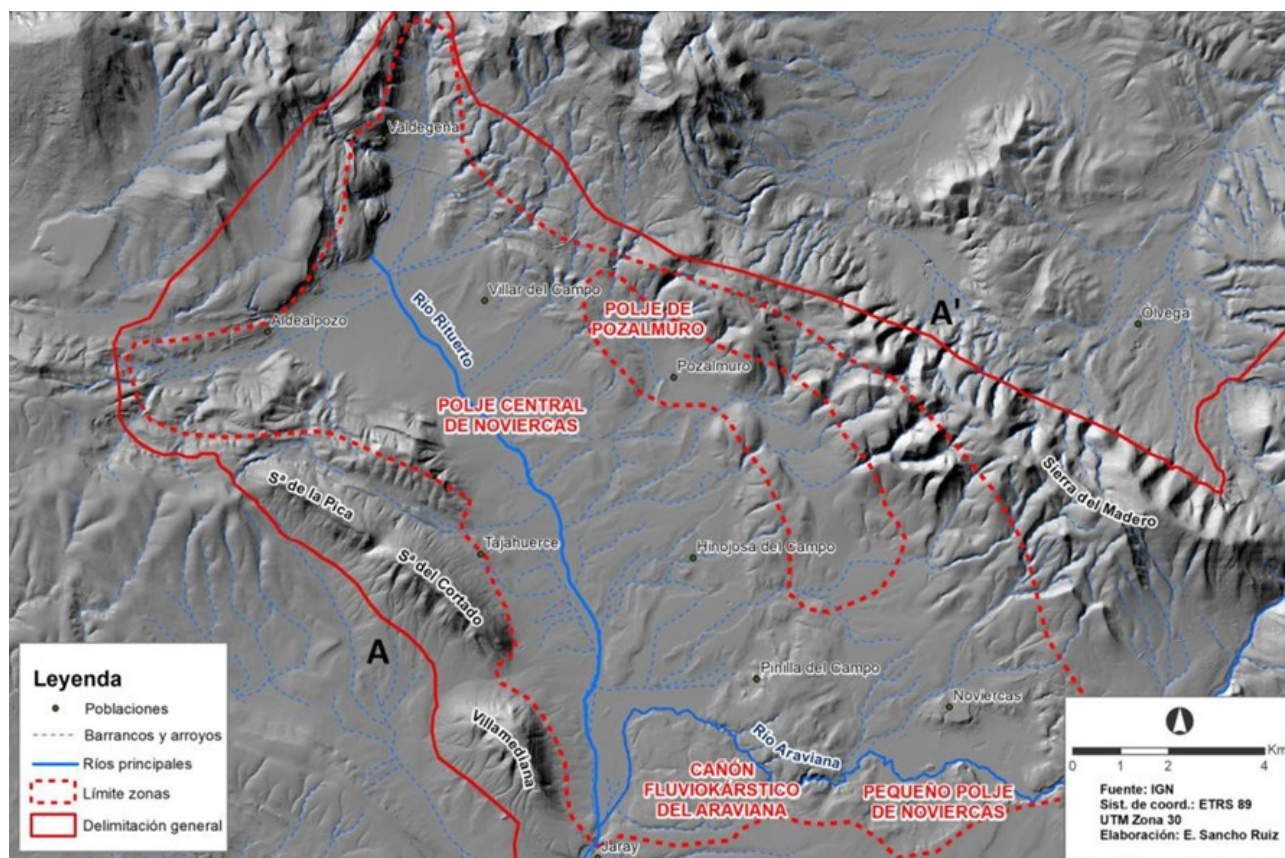 Valdegeña
Villar del Campo
Río Rituerto
Aldealpozo
POLJE DE
POZALMURO
A'
Ólvega
Pozalmuro
POLJE CENTRAL
DE NOVIERCAS
Sª de la Pica
Sierra del Madero
Tajahuerce
Hinojosa del Campo
Sª del Cortado
A
Pinilla del Campo
Noviercas
Villamediana
Río Araviana
CAÑÓN
FLUVIOKÁRSTICO
DEL ARAVIANA
PEQUEÑO POLJE
DE NOVIERCAS
Jaray
Leyenda
Poblaciones
Barrancos y arroyos
Ríos principales
Límite zonas
Delimitación general
Km
0 1 2 4
Fuente: IGN
Sist. de coord.: ETRS 89
UTM Zona 30
Elaboración: E. Sancho Ruiz